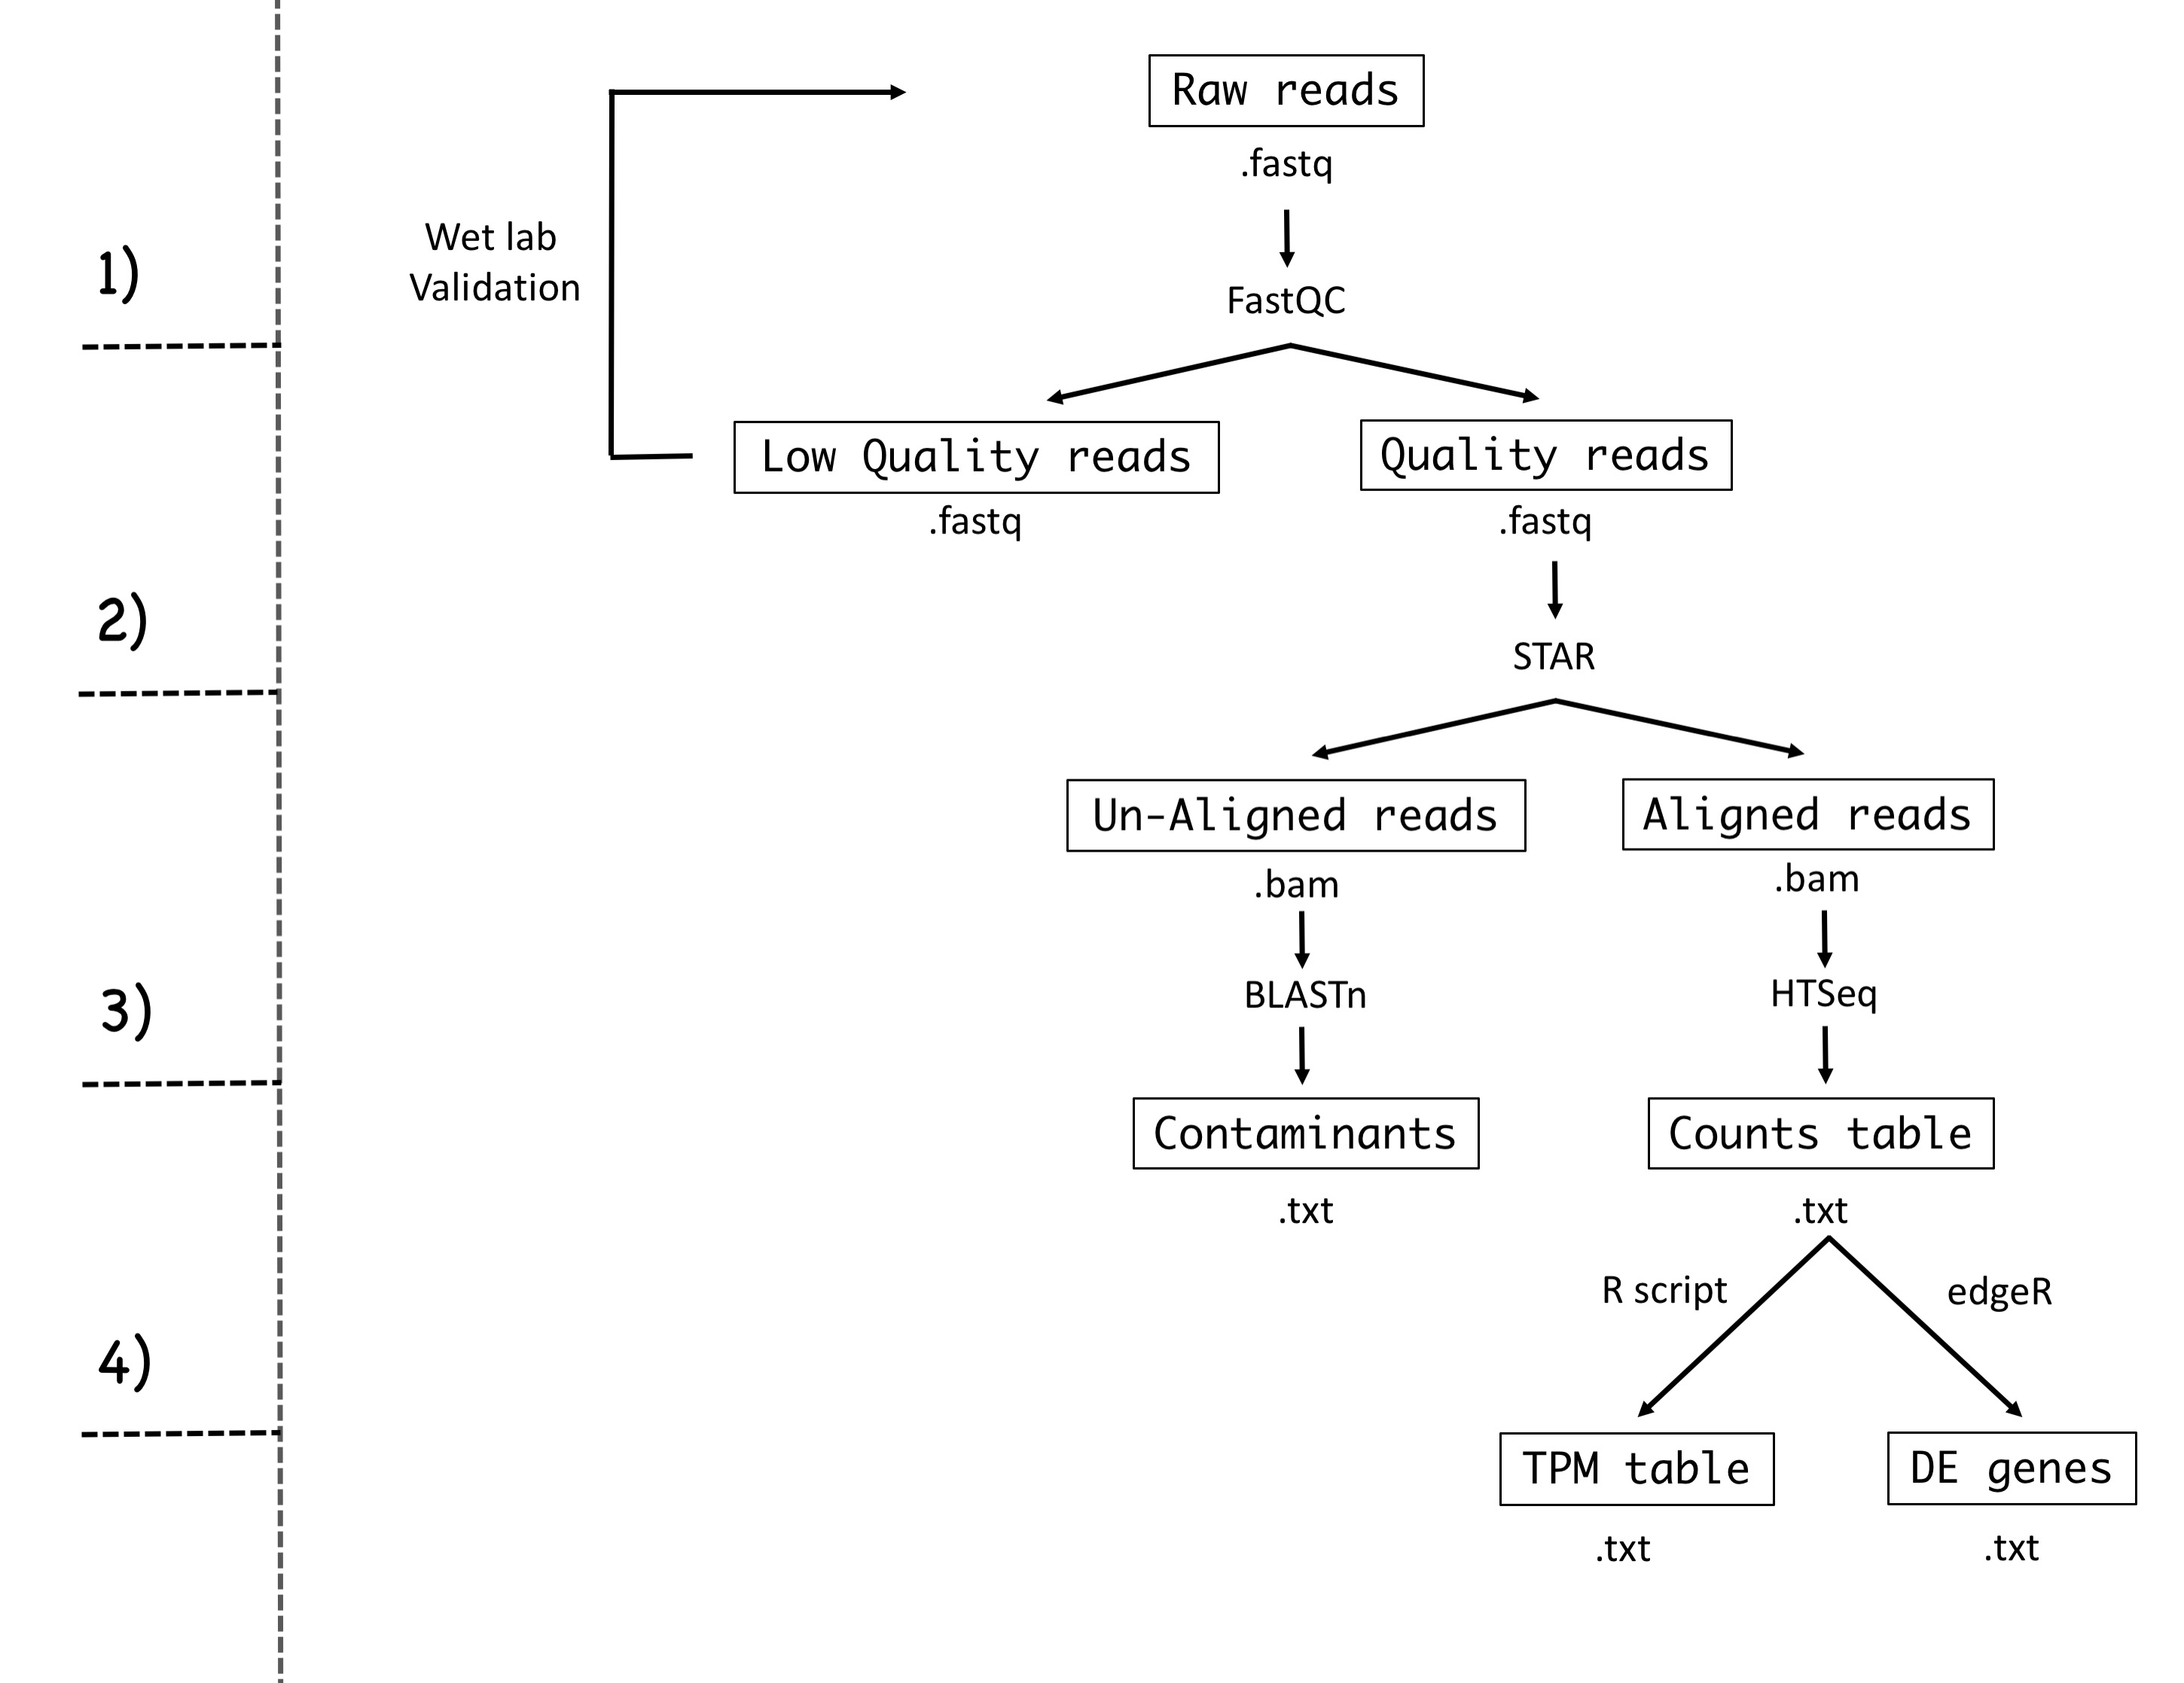 Raw reads
.fastq
1)
Wet lab
Validation
FastQC
Low Quality reads
Quality reads
.fastq
.fastq
2)
STAR
Un-Aligned reads
Aligned reads
.bam
.bam
3)
BLASTn
HTSeq
Contaminants
Counts table
.txt
.txt
R script
edgeR
4)
TPM table
DE genes
.txt
.txt